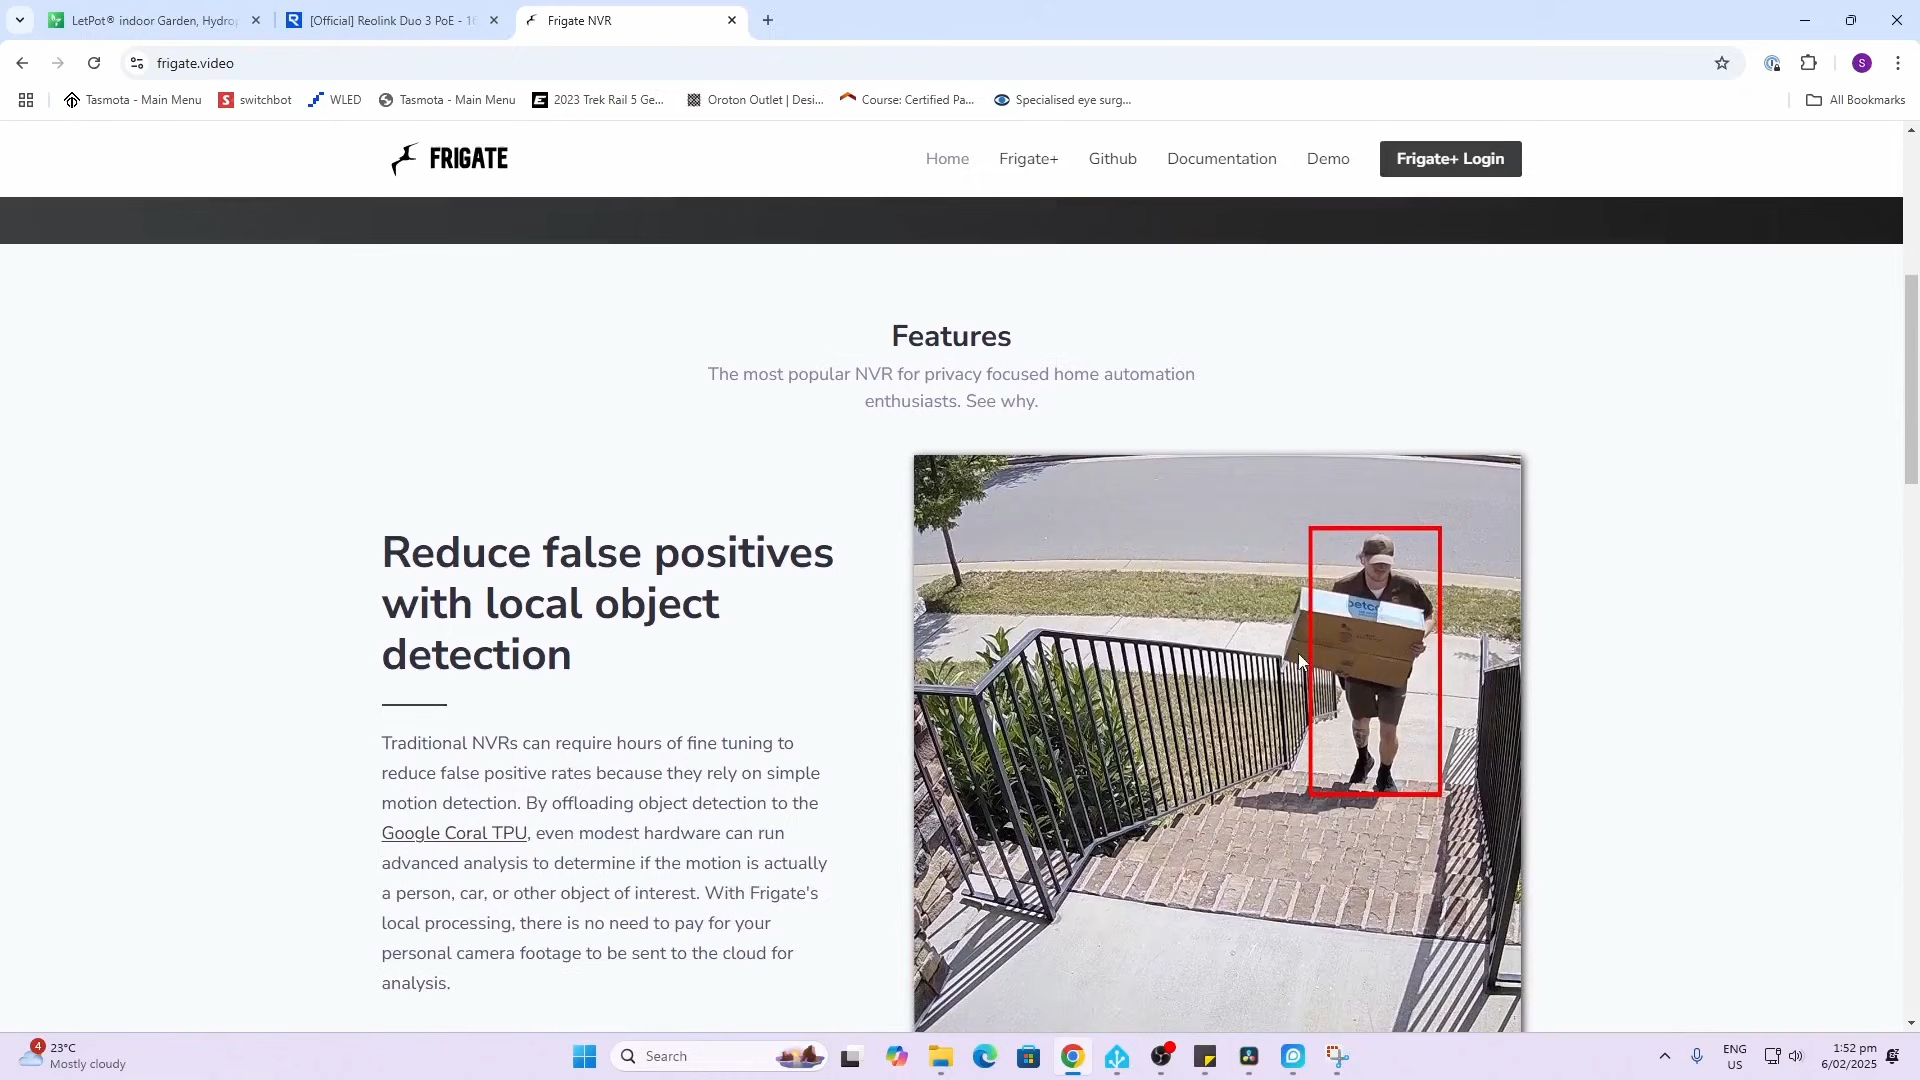 LetPot® indoor Garden, Hydrop
[Official] Reolink Duo 3 PoE - 16
Frigate NVR
frigate.video
S
Tasmota - Main Menu
switchbot
WLED
Tasmota - Main Menu
2023 Trek Rail 5 Ge...
Oroton Outlet | Desi...
Course: Certified Pa...
Specialised eye surg...
All Bookmarks
FRIGATE
Home
Frigate+
Github
Documentation
Demo
Frigate+ Login
Features
The most popular NVR for privacy focused home automation
enthusiasts. See why.
Reduce false positives
with local object
detection
Traditional NVRs can require hours of fine tuning to
reduce false positive rates because they rely on simple
motion detection. By offloading object detection to the
Google Coral TPU, even modest hardware can run
advanced analysis to determine if the motion is actually
a person, car, or other object of interest. With Frigate's
local processing, there is no need to pay for your
personal camera footage to be sent to the cloud for
analysis.
petco
4
23°C
Mostly cloudy
Search
ENG
US
1:52 pm
6/02/2025